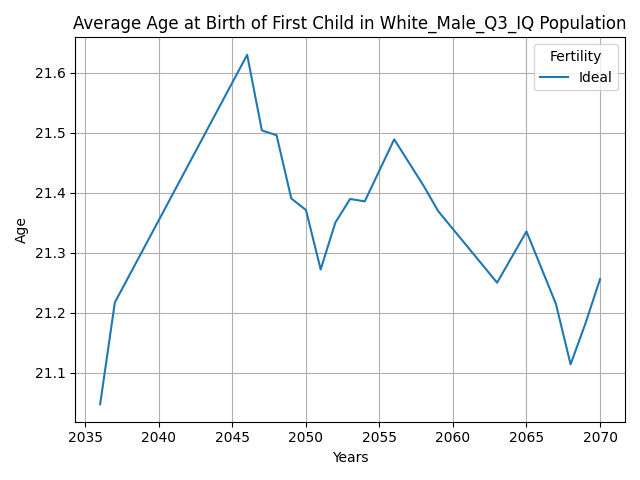 Average Age at Birth of First Child in White_Male_Q3_IQ Population
Fertility
Ideal
Age
21.6
21.5
21.4
21.3
21.2
21.1
2035 2040 2045 2050 2055 2060 2065 2070
Years